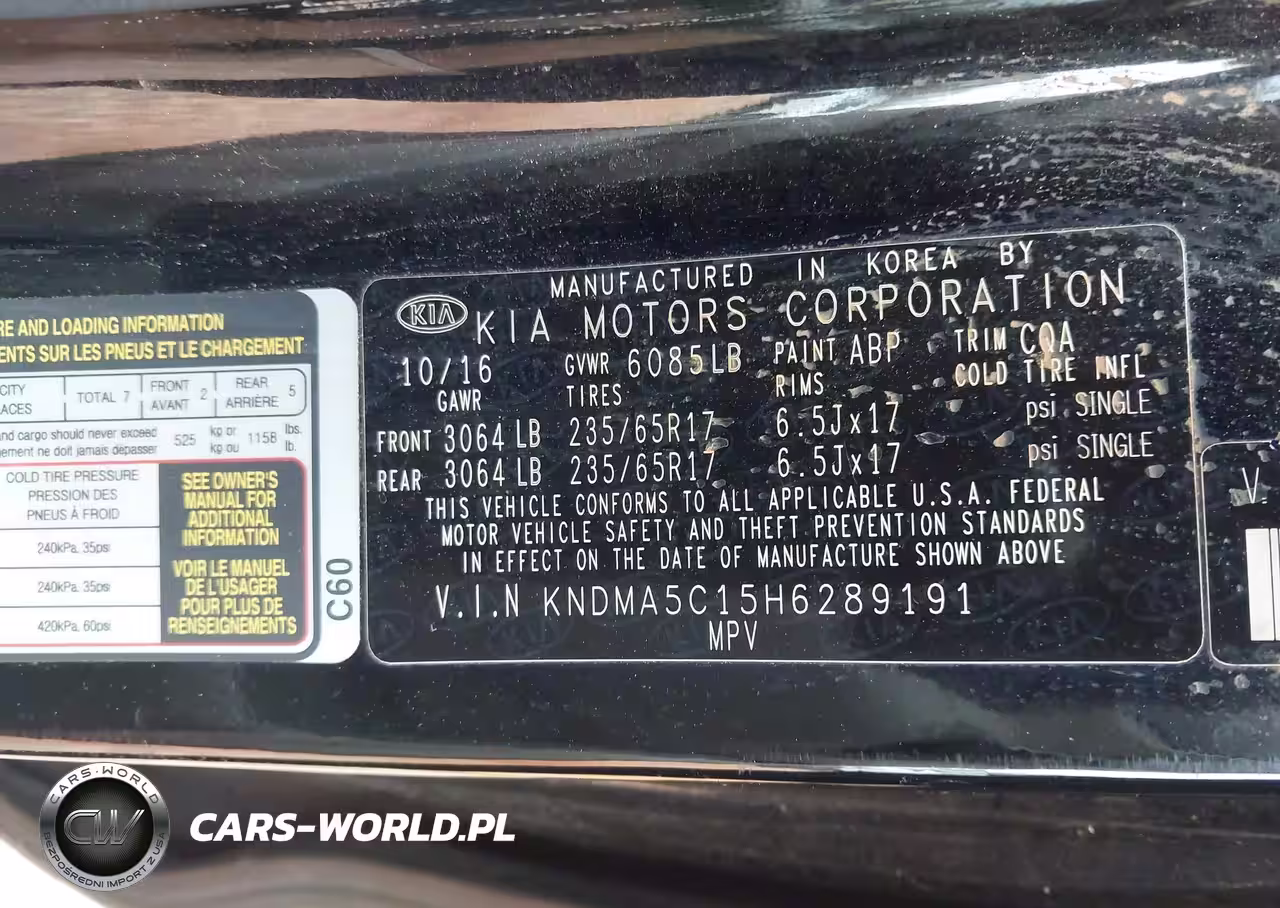 RE AND LOADING INFORMATION
ENTS SUR LES PNEUS ET LE CHARGEMENT
CITY
ACES
TOTAL 7
FRONT
AVANT 2
REAR
ARRIÈRE 5
and cargo should never exceed
gement ne doit jamais dépasser
525 kg or
kg ou 1158 lbs.
lb.
COLD TIRE PRESSURE
PRESSION DES
PNEUS À FROID
240kPa, 35psi
240kPa, 35psi
420kPa, 60psi
SEE OWNER'S
MANUAL FOR
ADDITIONAL
INFORMATION
VOIR LE MANUEL
DE L'USAGER
POUR PLUS DE
RENSEIGNEMENTS
C60
MANUFACTURED IN KOREA BY
KIA KIA MOTORS CORPORATION
10/16 GVWR 6085LB PAINT ABP TRIM CQA
GAWR TIRES RIMS COLD TIRE INFL
FRONT 3064 LB 235/65R17 6.5Jx17 psi SINGLE
REAR 3064 LB 235/65R17 6.5Jx17 psi SINGLE
THIS VEHICLE CONFORMS TO ALL APPLICABLE U.S.A. FEDERAL
MOTOR VEHICLE SAFETY AND THEFT PREVENTION STANDARDS
IN EFFECT ON THE DATE OF MANUFACTURE SHOWN ABOVE
V.I.N KNDMA5C15H6289191
MPV
V.
CARS-WORLD
CW
BEZPOŚREDNI IMPORT Z USA
CARS-WORLD.PL